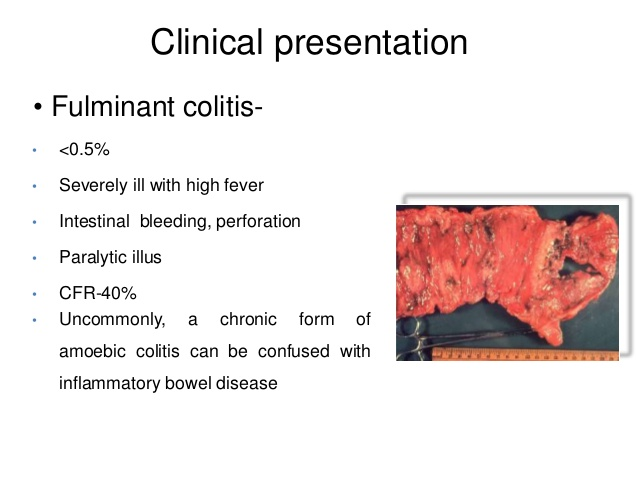 Clinical presentation
• Fulminant colitis-
• <0.5%
• Severely ill with high fever
• Intestinal bleeding, perforation
• Paralytic illus
• CFR-40%
• Uncommonly, a chronic form of
amoebic colitis can be confused with
inflammatory bowel disease